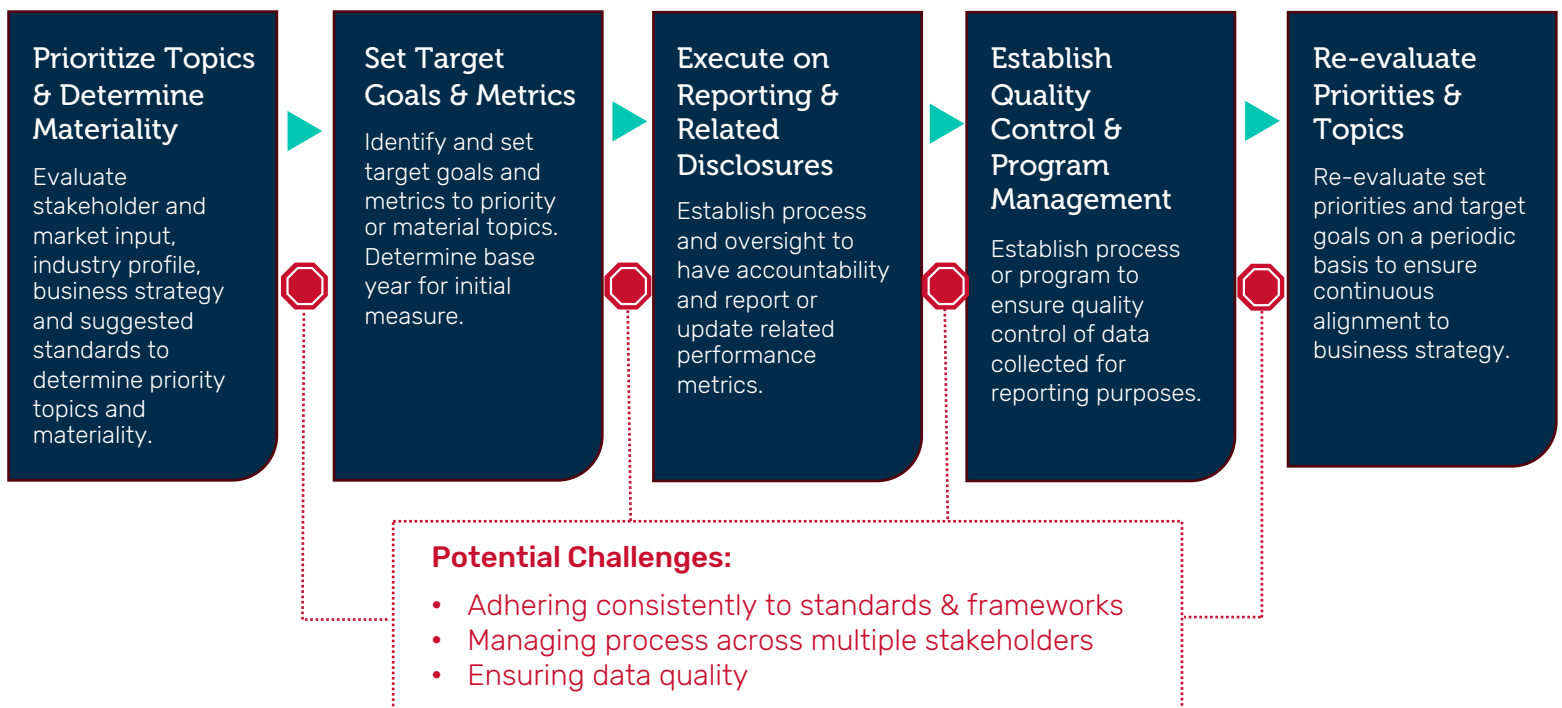 Prioritize Topics
& Determine
Materiality
Evaluate
stakeholder and
market input,
industry profile,
business strategy
and suggested
standards to
determine priority
topics and
materiality.
Set Target
Goals & Metrics
Identify and set
target goals and
metrics to priority
or material topics.
Determine base
year for initial
measure.
Execute on
Reporting &
Related
Disclosures
Establish process
and oversight to
have accountability
and report or
update related
performance
metrics.
Establish
Quality
Control &
Program
Management
Establish process
or program to
ensure quality
control of data
collected for
reporting purposes.
Re-evaluate
Priorities &
Topics
Re-evaluate set
priorities and target
goals on a periodic
basis to ensure
continuous
alignment to
business strategy.
Potential Challenges:
• Adhering consistently to standards & frameworks
• Managing process across multiple stakeholders
• Ensuring data quality